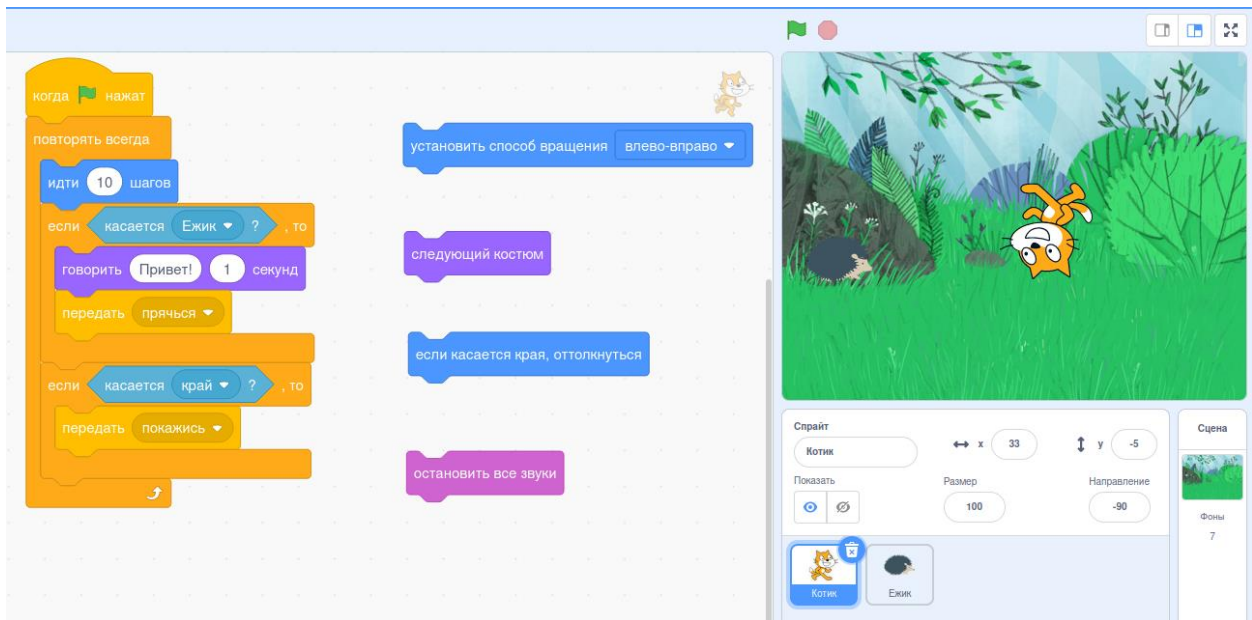 когда нажат
повторять всегда
идти 10 шагов
если касается Ежик ? , то
говорить Привет! 1 секунд
передать прячься
если касается край ? , то
передать покажись
установить способ вращения влево-вправо
следующий костюм
если касается края, оттолкнуться
остановить все звуки
Спрайт
Котик
x 33
y -5
Показать
Размер
100
Направление
-90
Котик
Ежик
Сцена
Фоны
7